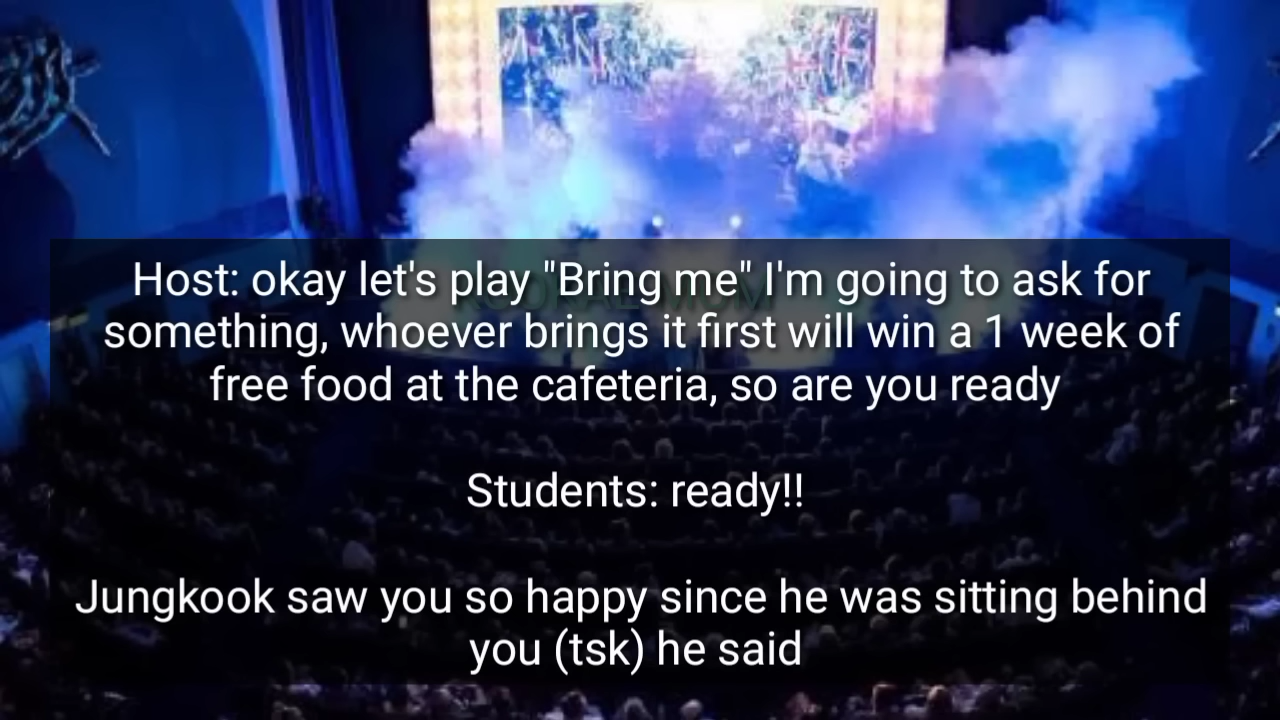 Host: okay let's play "Bring me" I'm going to ask for
something, whoever brings it first will win a 1 week of
free food at the cafeteria, so are you ready
Students: ready!!
Jungkook saw you so happy since he was sitting behind
you (tsk) he said